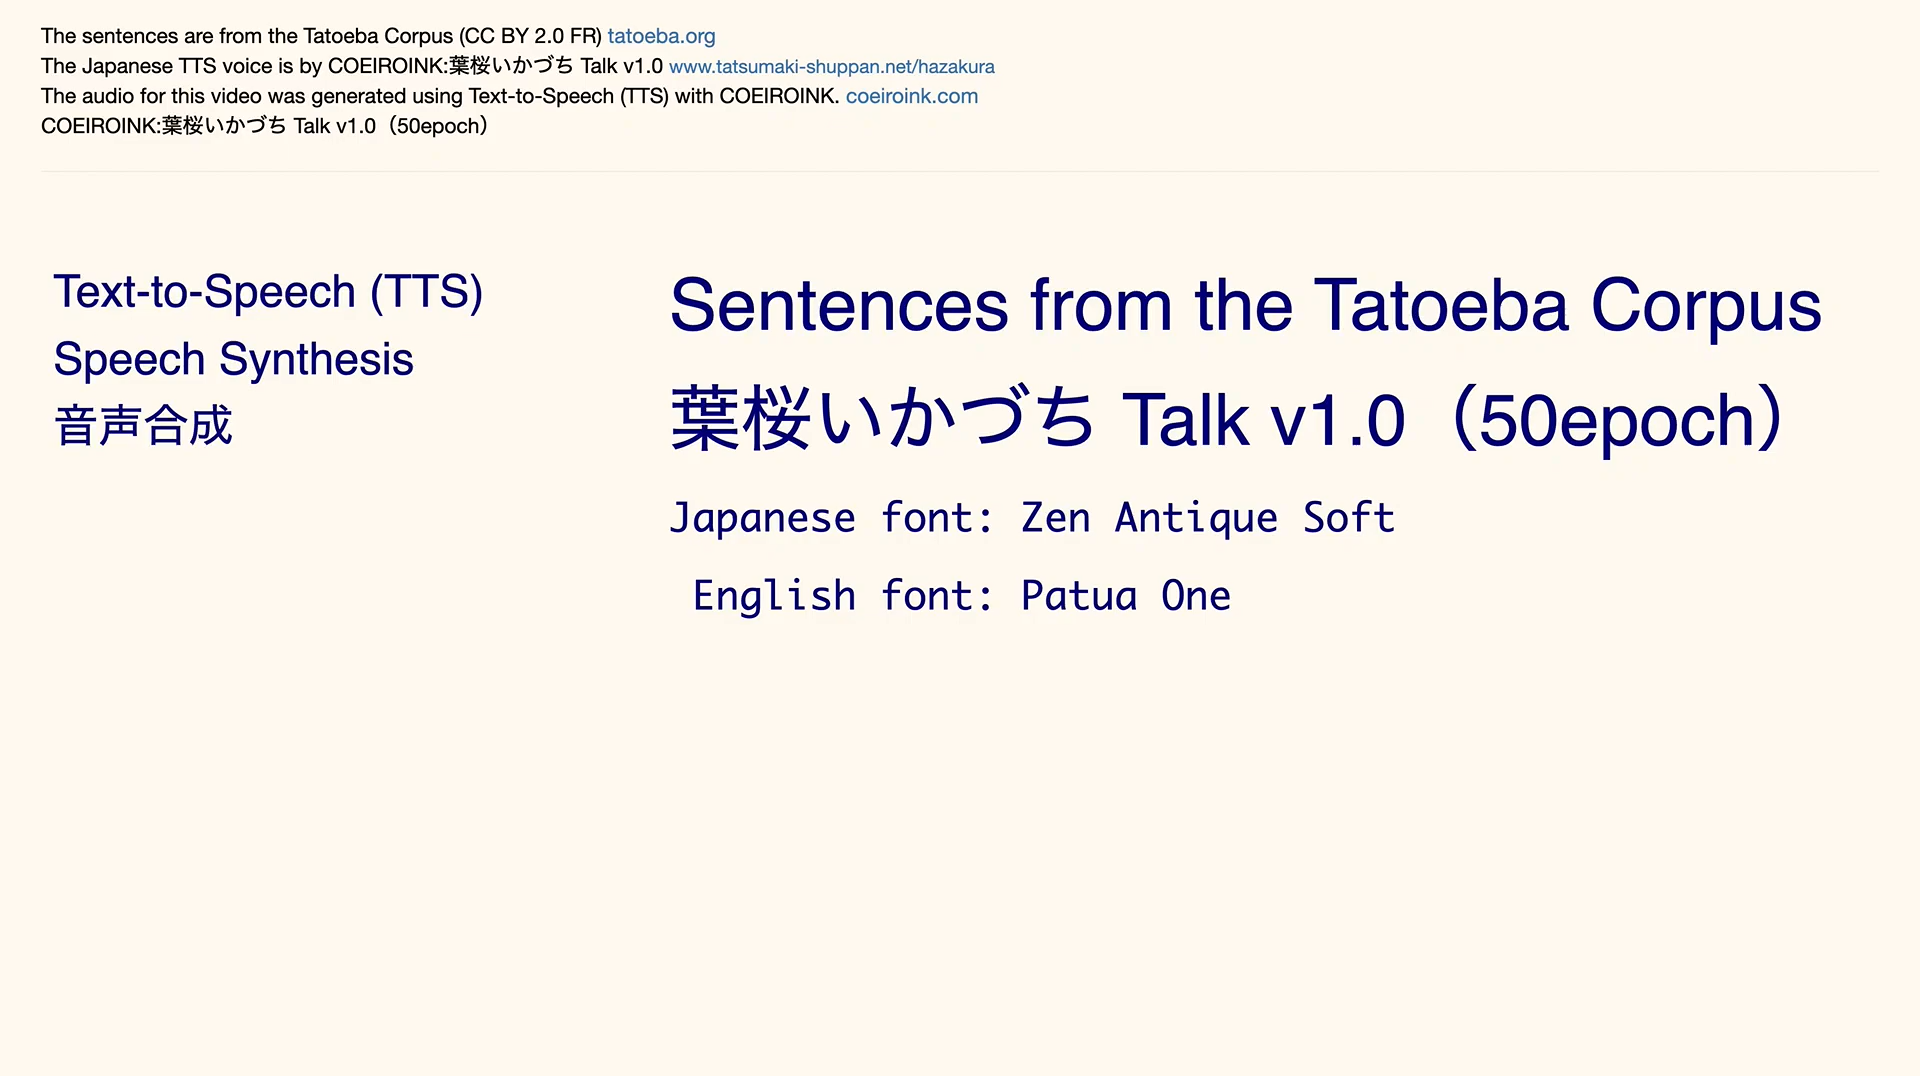 The sentences are from the Tatoeba Corpus (CC BY 2.0 FR) tatoeba.org
The Japanese TTS voice is by COEIROINK:葉桜いかづち Talk v1.0 www.tatsumaki-shuppan.net/hazakura
The audio for this video was generated using Text-to-Speech (TTS) with COEIROINK. coeiroink.com
COEIROINK:葉桜いかづち Talk v1.0（50epoch）
Text-to-Speech (TTS)
Speech Synthesis
音声合成
Sentences from the Tatoeba Corpus
葉桜いかづち Talk v1.0（50epoch）
Japanese font: Zen Antique Soft
English font: Patua One